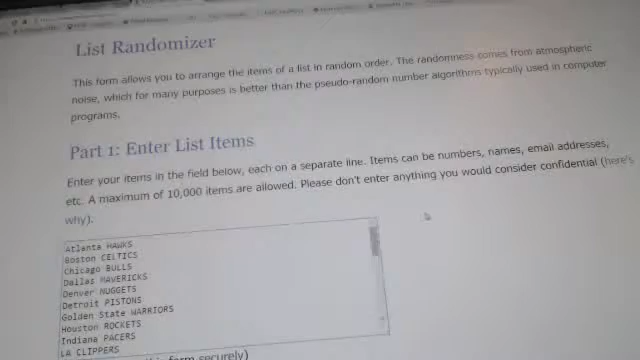 List Randomizer
This form allows you to arrange the items of a list in random order. The randomness comes from atmospheric
noise, which for many purposes is better than the pseudo-random number algorithms typically used in computer
programs.
Part 1: Enter List Items
Enter your items in the field below, each on a separate line. Items can be numbers, names, email addresses,
etc. A maximum of 10,000 items are allowed. Please don't enter anything you would consider confidential (here's
why).
Atlanta HAWKS
Boston CELTICS
Chicago BULLS
Dallas MAVERICKS
Denver NUGGETS
Detroit PISTONS
Golden State WARRIORS
Houston ROCKETS
Indiana PACERS
LA CLIPPERS
form securely)